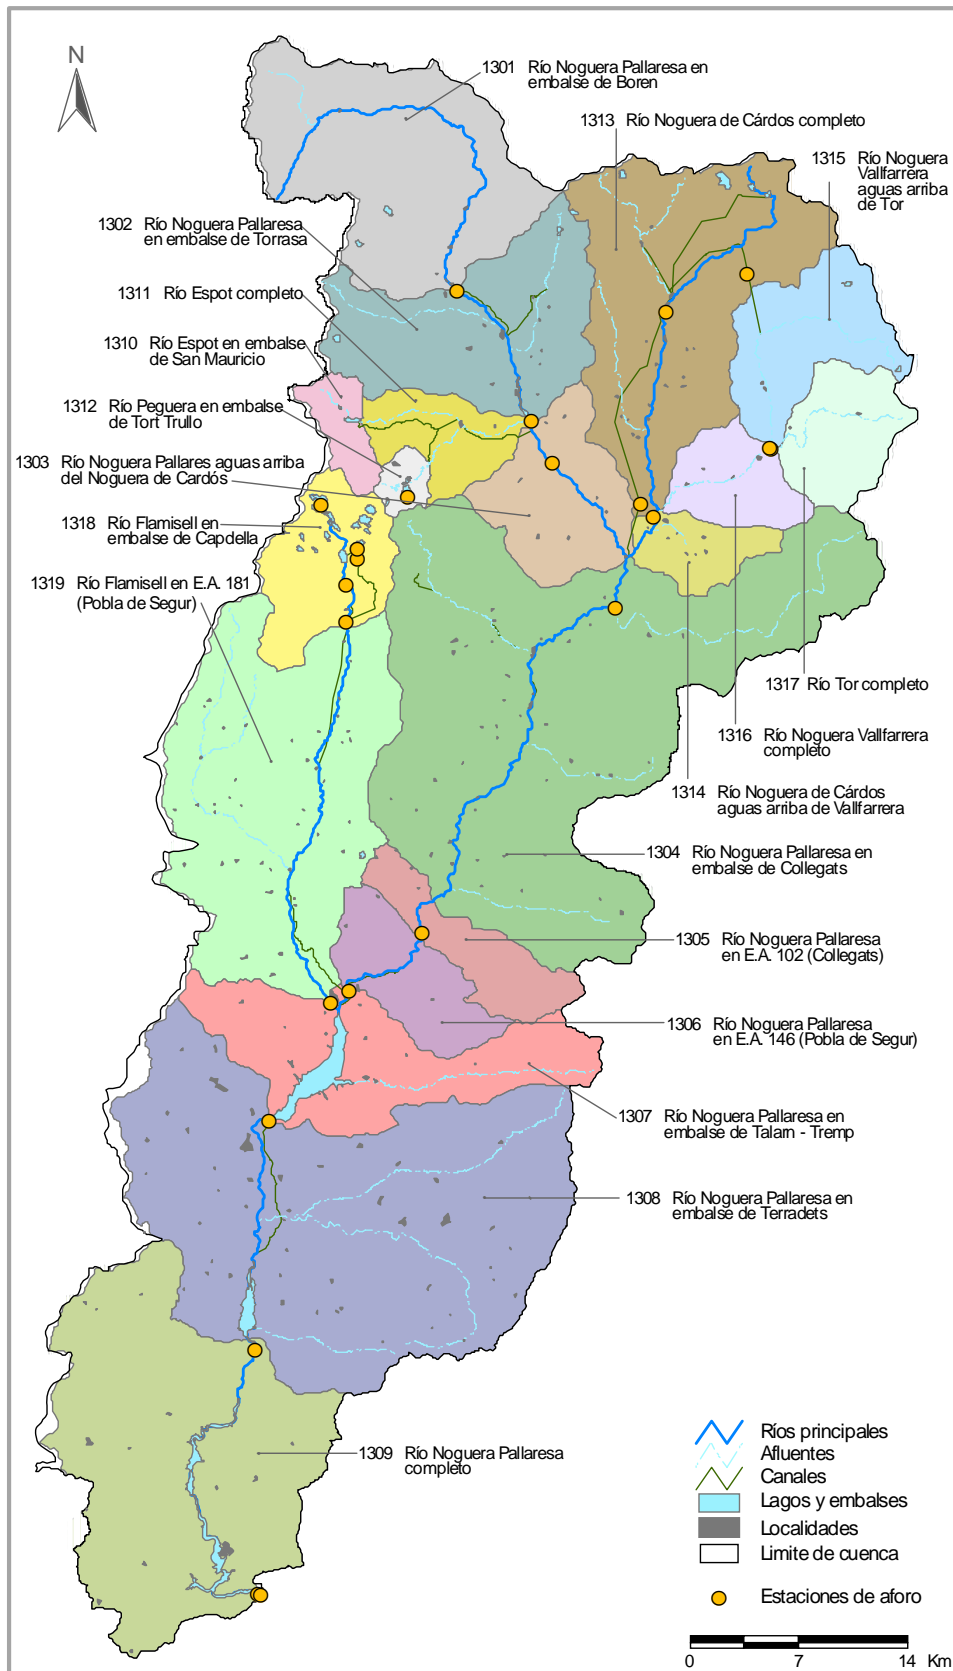 N
1301 Río Noguera Pallaresa en
embalse de Boren
1313 Río Noguera de Cárdos completo
1315 Río Noguera
Vallfarrera
aguas arriba
de Tor
1302 Río Noguera Pallaresa
en embalse de Torrasa
1311 Río Espot completo
1310 Río Espot en embalse
de San Mauricio
1312 Río Peguera en embalse
de Tort Trullo
1303 Río Noguera Pallares aguas arriba
del Noguera de Cardós
1318 Río Flamisell en
embalse de Capdella
1319 Río Flamisell en E.A. 181
(Pobla de Segur)
1317 Río Tor completo
1316 Río Noguera Vallfarrera
completo
1314 Río Noguera de Cárdos
aguas arriba de Vallfarrera
1304 Río Noguera Pallaresa en
embalse de Collegats
1305 Río Noguera Pallaresa
en E.A. 102 (Collegats)
1306 Río Noguera Pallaresa
en E.A. 146 (Pobla de Segur)
1307 Río Noguera Pallaresa en
embalse de Talarn - Tremp
1308 Río Noguera Pallaresa en
embalse de Terradets
1309 Río Noguera Pallaresa
completo
Ríos principales
Afluentes
Canales
Lagos y embalses
Localidades
Limite de cuenca
Estaciones de aforo
0 7 14 Km